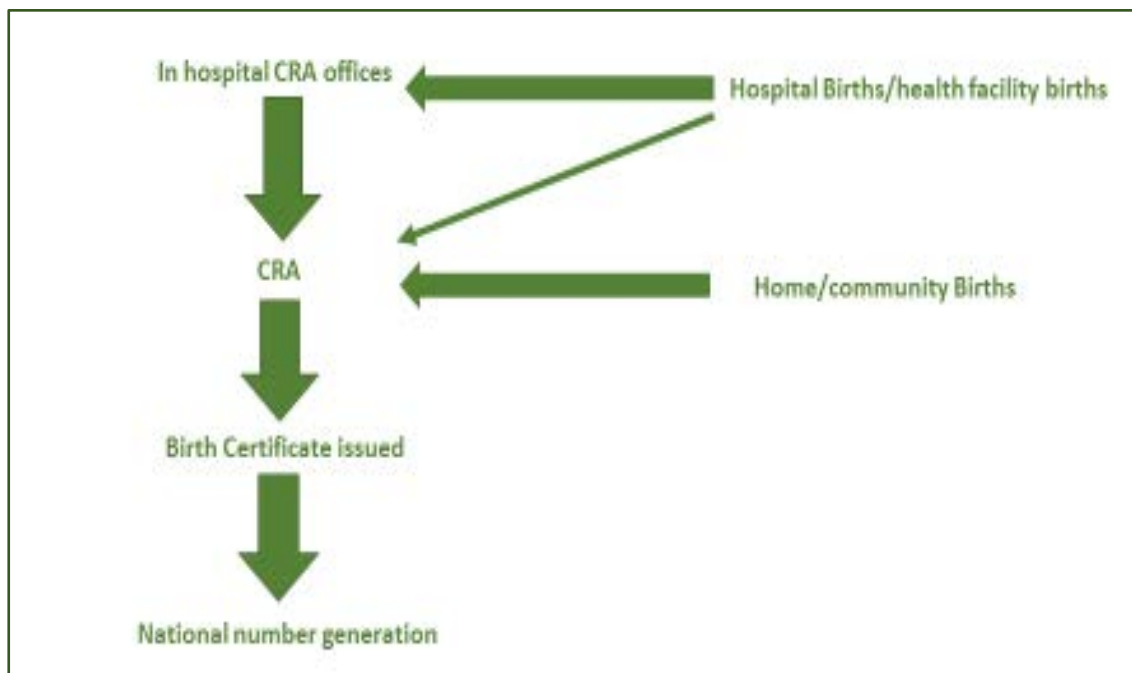 In hospital CRA offices
Hospital Births/health facility births
CRA
Home/community Births
Birth Certificate issued
National number generation